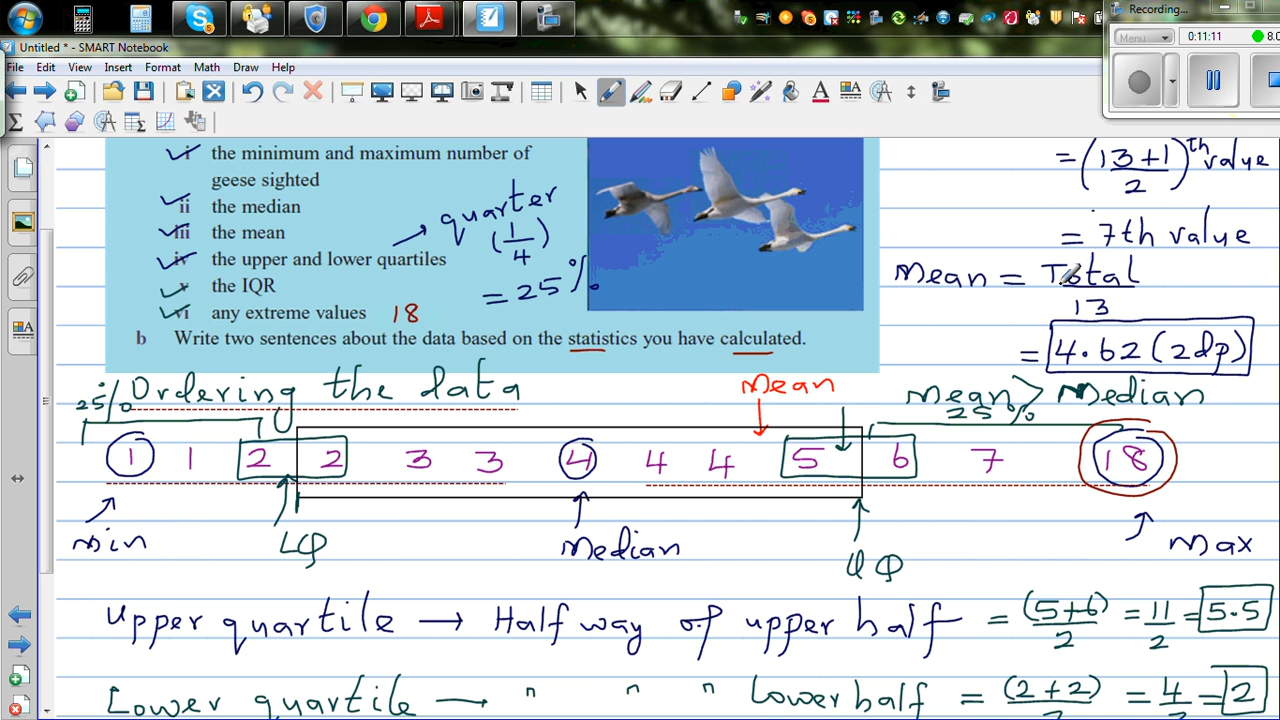 Recording...
Untitled * - SMART Notebook
Menu
0:11:11
8.0
File Edit View Insert Format Math Draw Help
i the minimum and maximum number of
geese sighted
ii the median
iii the mean
iv the upper and lower quartiles
v the IQR
vi any extreme values 18
b Write two sentences about the data based on the statistics you have calculated.
→ quarter
(1/4)
= 25%
= (13+1/2)th value
= 7th value
Mean = Total/13
= 4.62 (2dp)
Mean > Median
25% Ordering the data
Mean
25%
1 1 2 2 3 3 4 4 4 5 6 7 18
Min LQ Median UQ Max
Upper quartile → Half way of upper half = (5+6)/2 = 11/2 = 5.5
Lower quartile → " " " Lower half = (2+2)/2 = 4/2 = 2